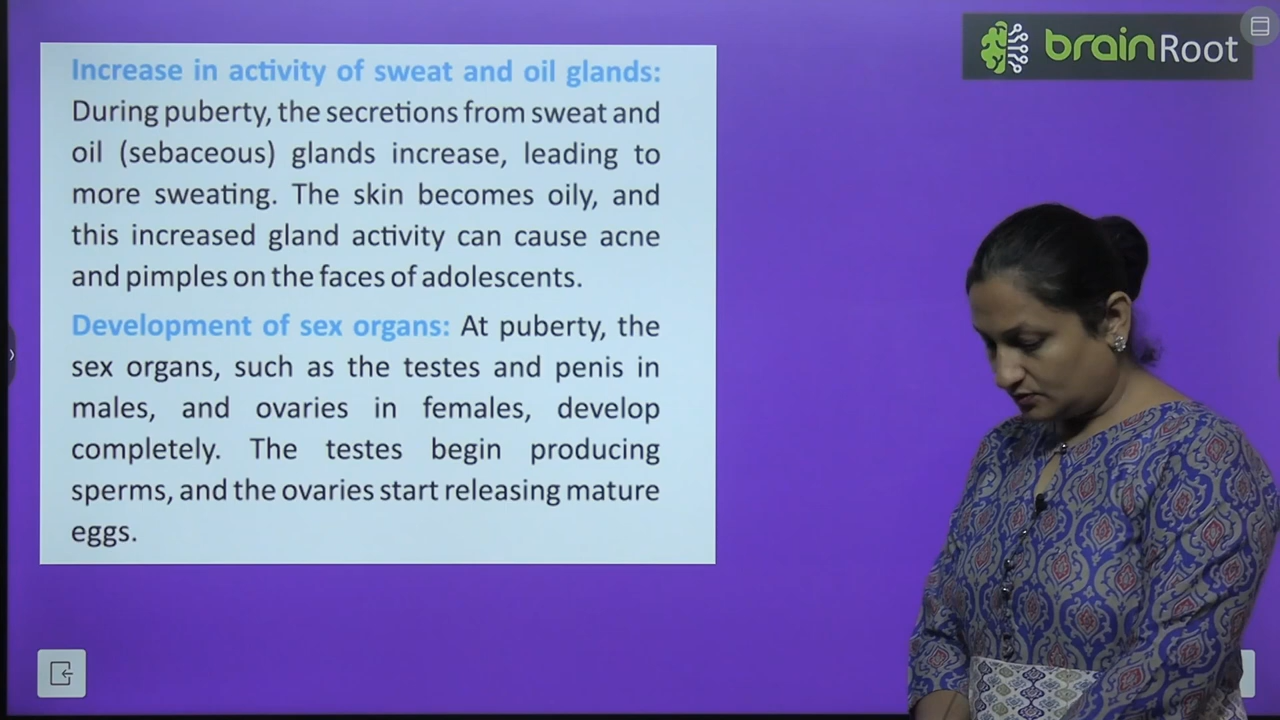 brainRoot
Increase in activity of sweat and oil glands:
During puberty, the secretions from sweat and
oil (sebaceous) glands increase, leading to
more sweating. The skin becomes oily, and
this increased gland activity can cause acne
and pimples on the faces of adolescents.
Development of sex organs: At puberty, the
sex organs, such as the testes and penis in
males, and ovaries in females, develop
completely. The testes begin producing
sperms, and the ovaries start releasing mature
eggs.